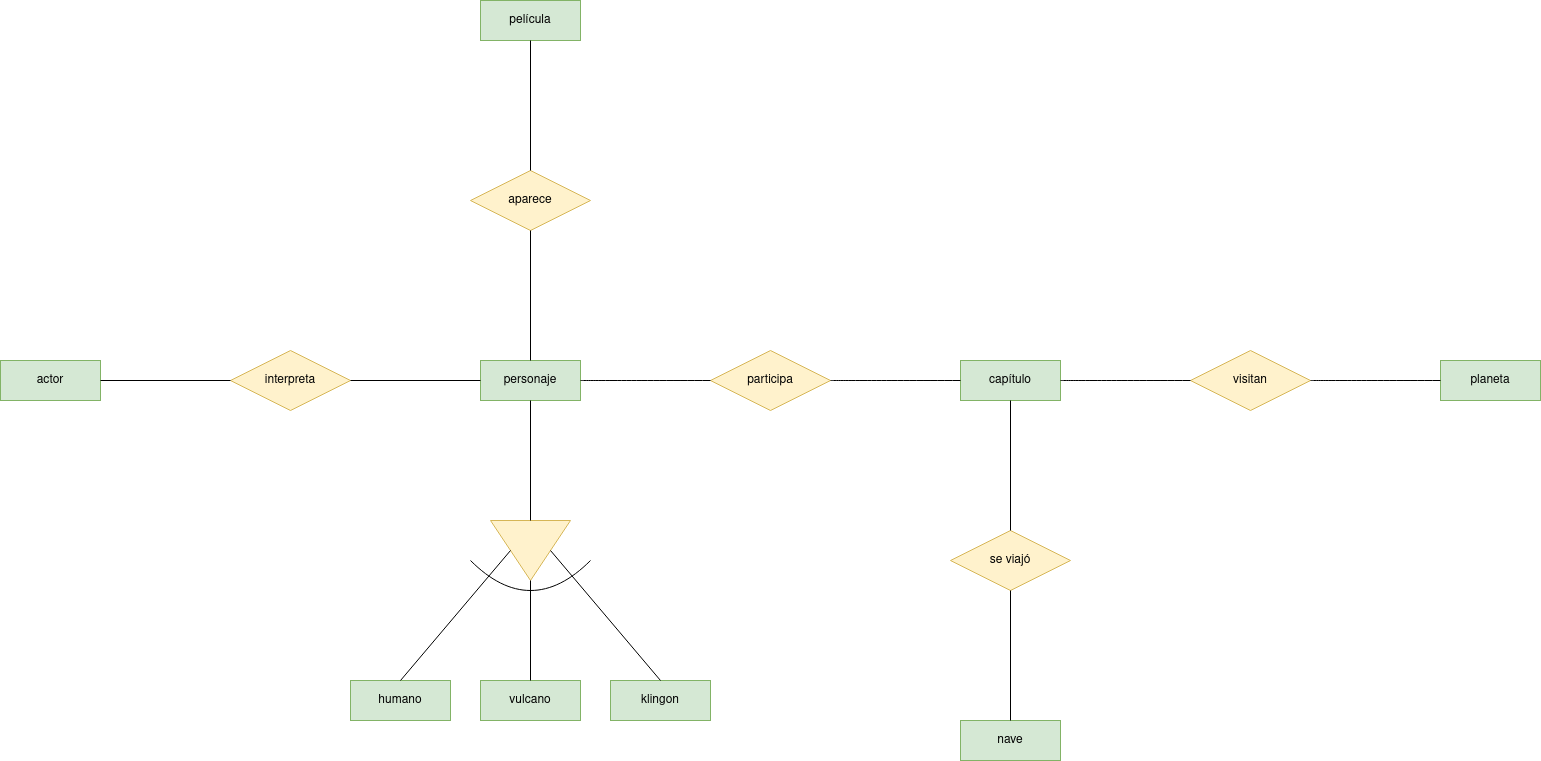 película
aparece
actor
interpreta
personaje
participa
capítulo
visitan
planeta
se viajó
humano
vulcano
klingon
nave